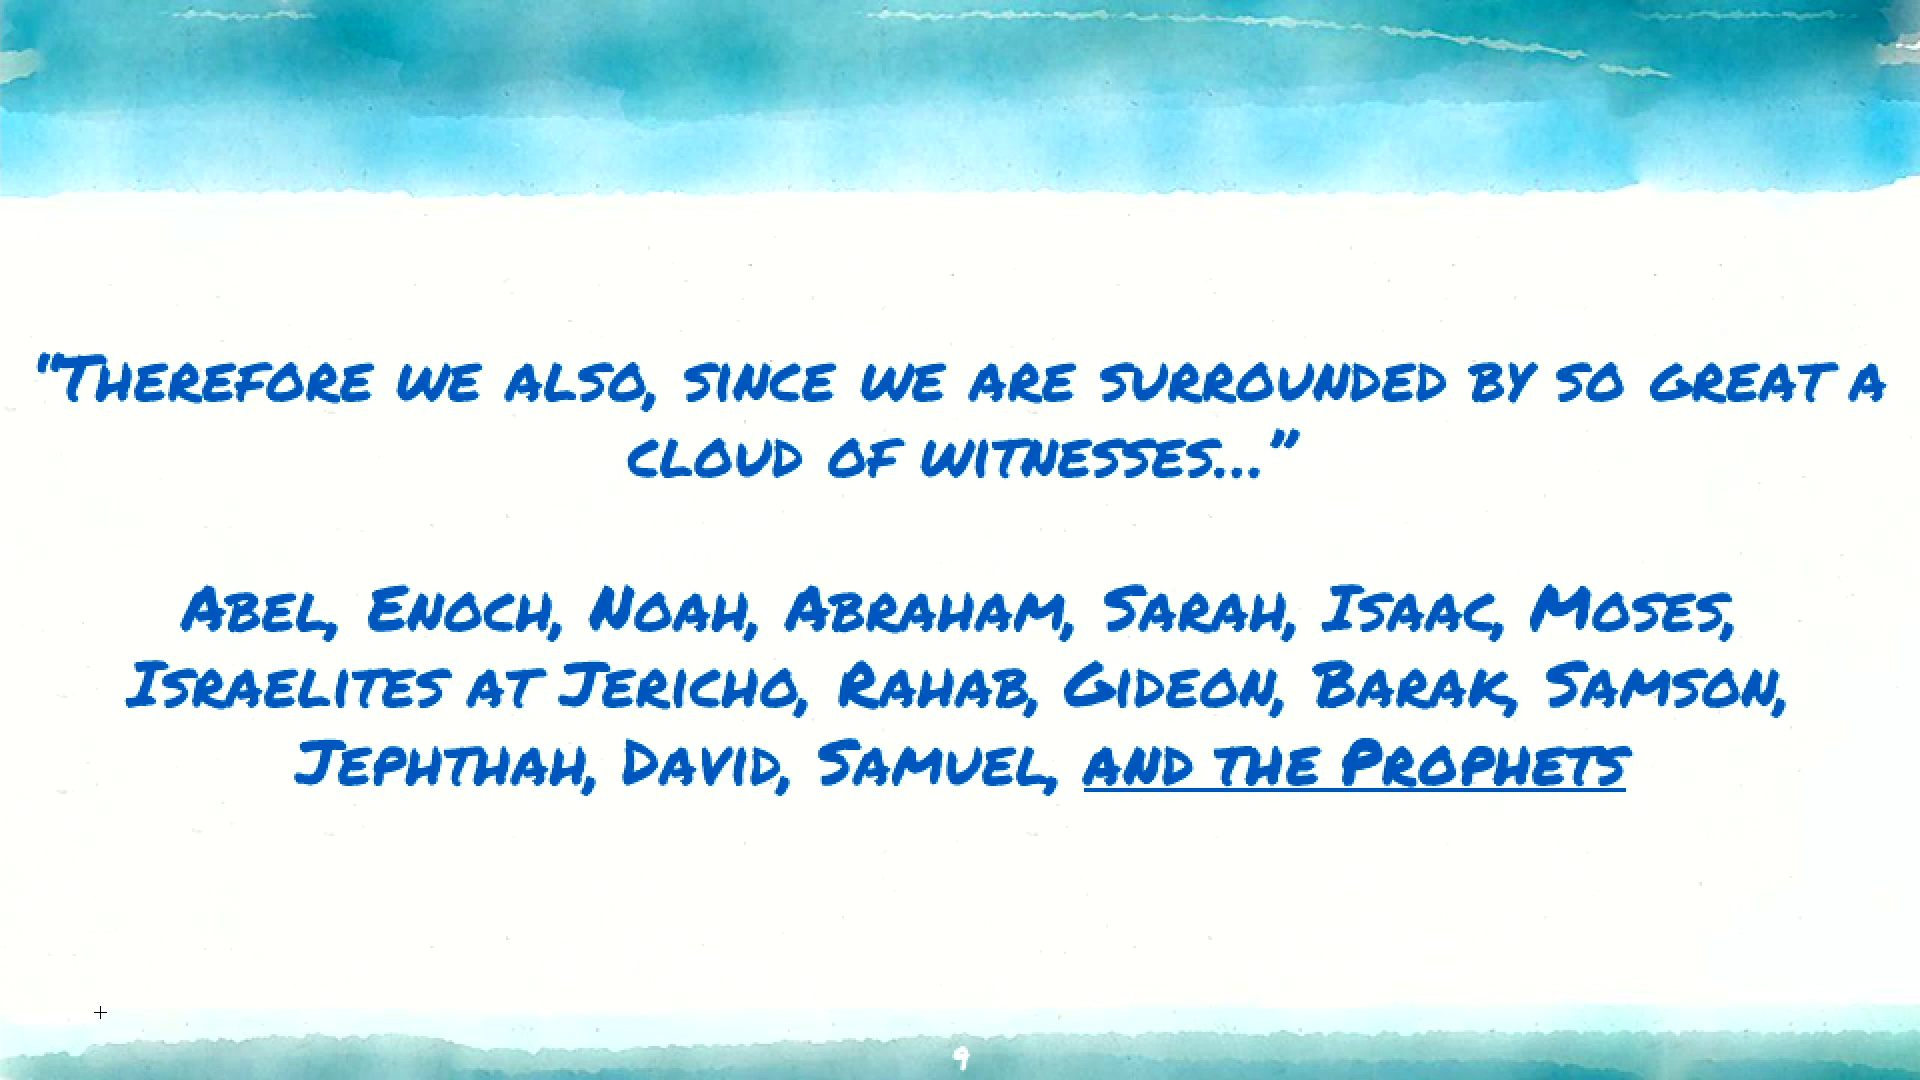 “Therefore we also, since we are surrounded by so great a
cloud of witnesses...”
Abel, Enoch, Noah, Abraham, Sarah, Isaac, Moses,
Israelites at Jericho, Rahab, Gideon, Barak, Samson,
Jephthah, David, Samuel, and the Prophets
9